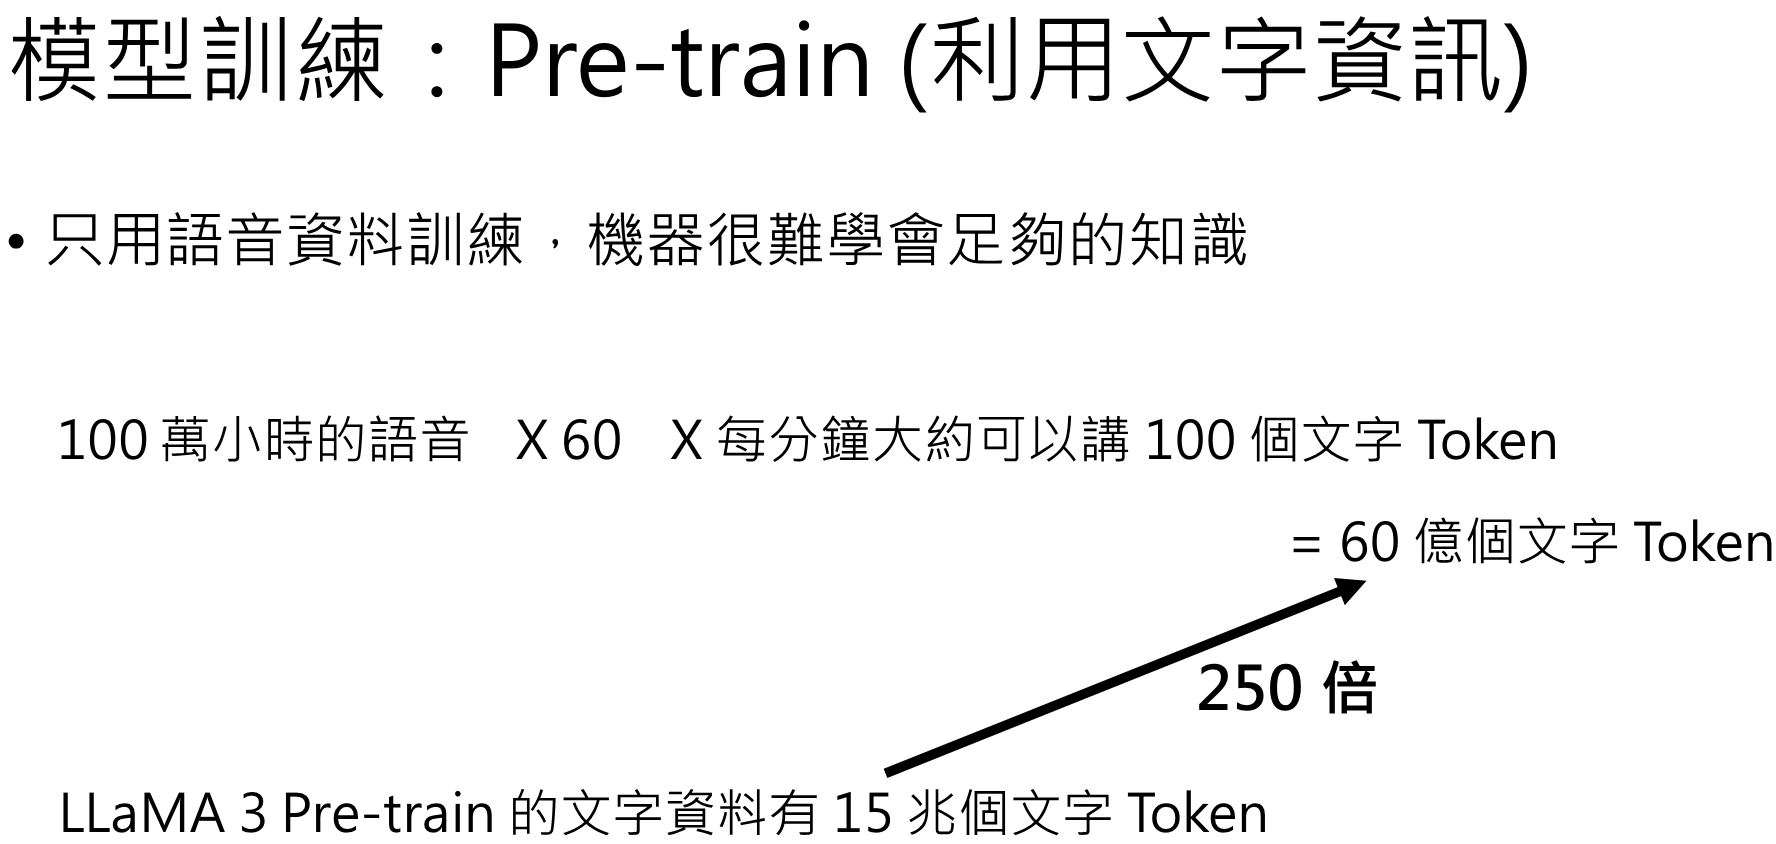 模型訓練：Pre-train (利用文字資訊)
• 只用語音資料訓練，機器很難學會足夠的知識
100 萬小時的語音 X 60 X 每分鐘大約可以講 100 個文字 Token
= 60 億個文字 Token
250 倍
LLaMA 3 Pre-train 的文字資料有 15 兆個文字 Token